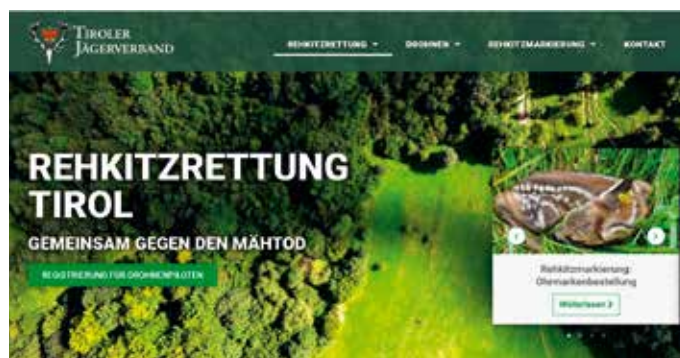 TIROLER
JÄGERVERBAND
REHKITZRETTUNG
DROHNEN
REHKITZMARKIERUNG
KONTAKT
REHKITZRETTUNG
TIROL
GEMEINSAM GEGEN DEN MÄHTOD
REGISTRIERUNG FÜR DROHNENPILOTEN
Rehkitzmarkierung:
Ohrmarkenbestellung
Weiterlesen